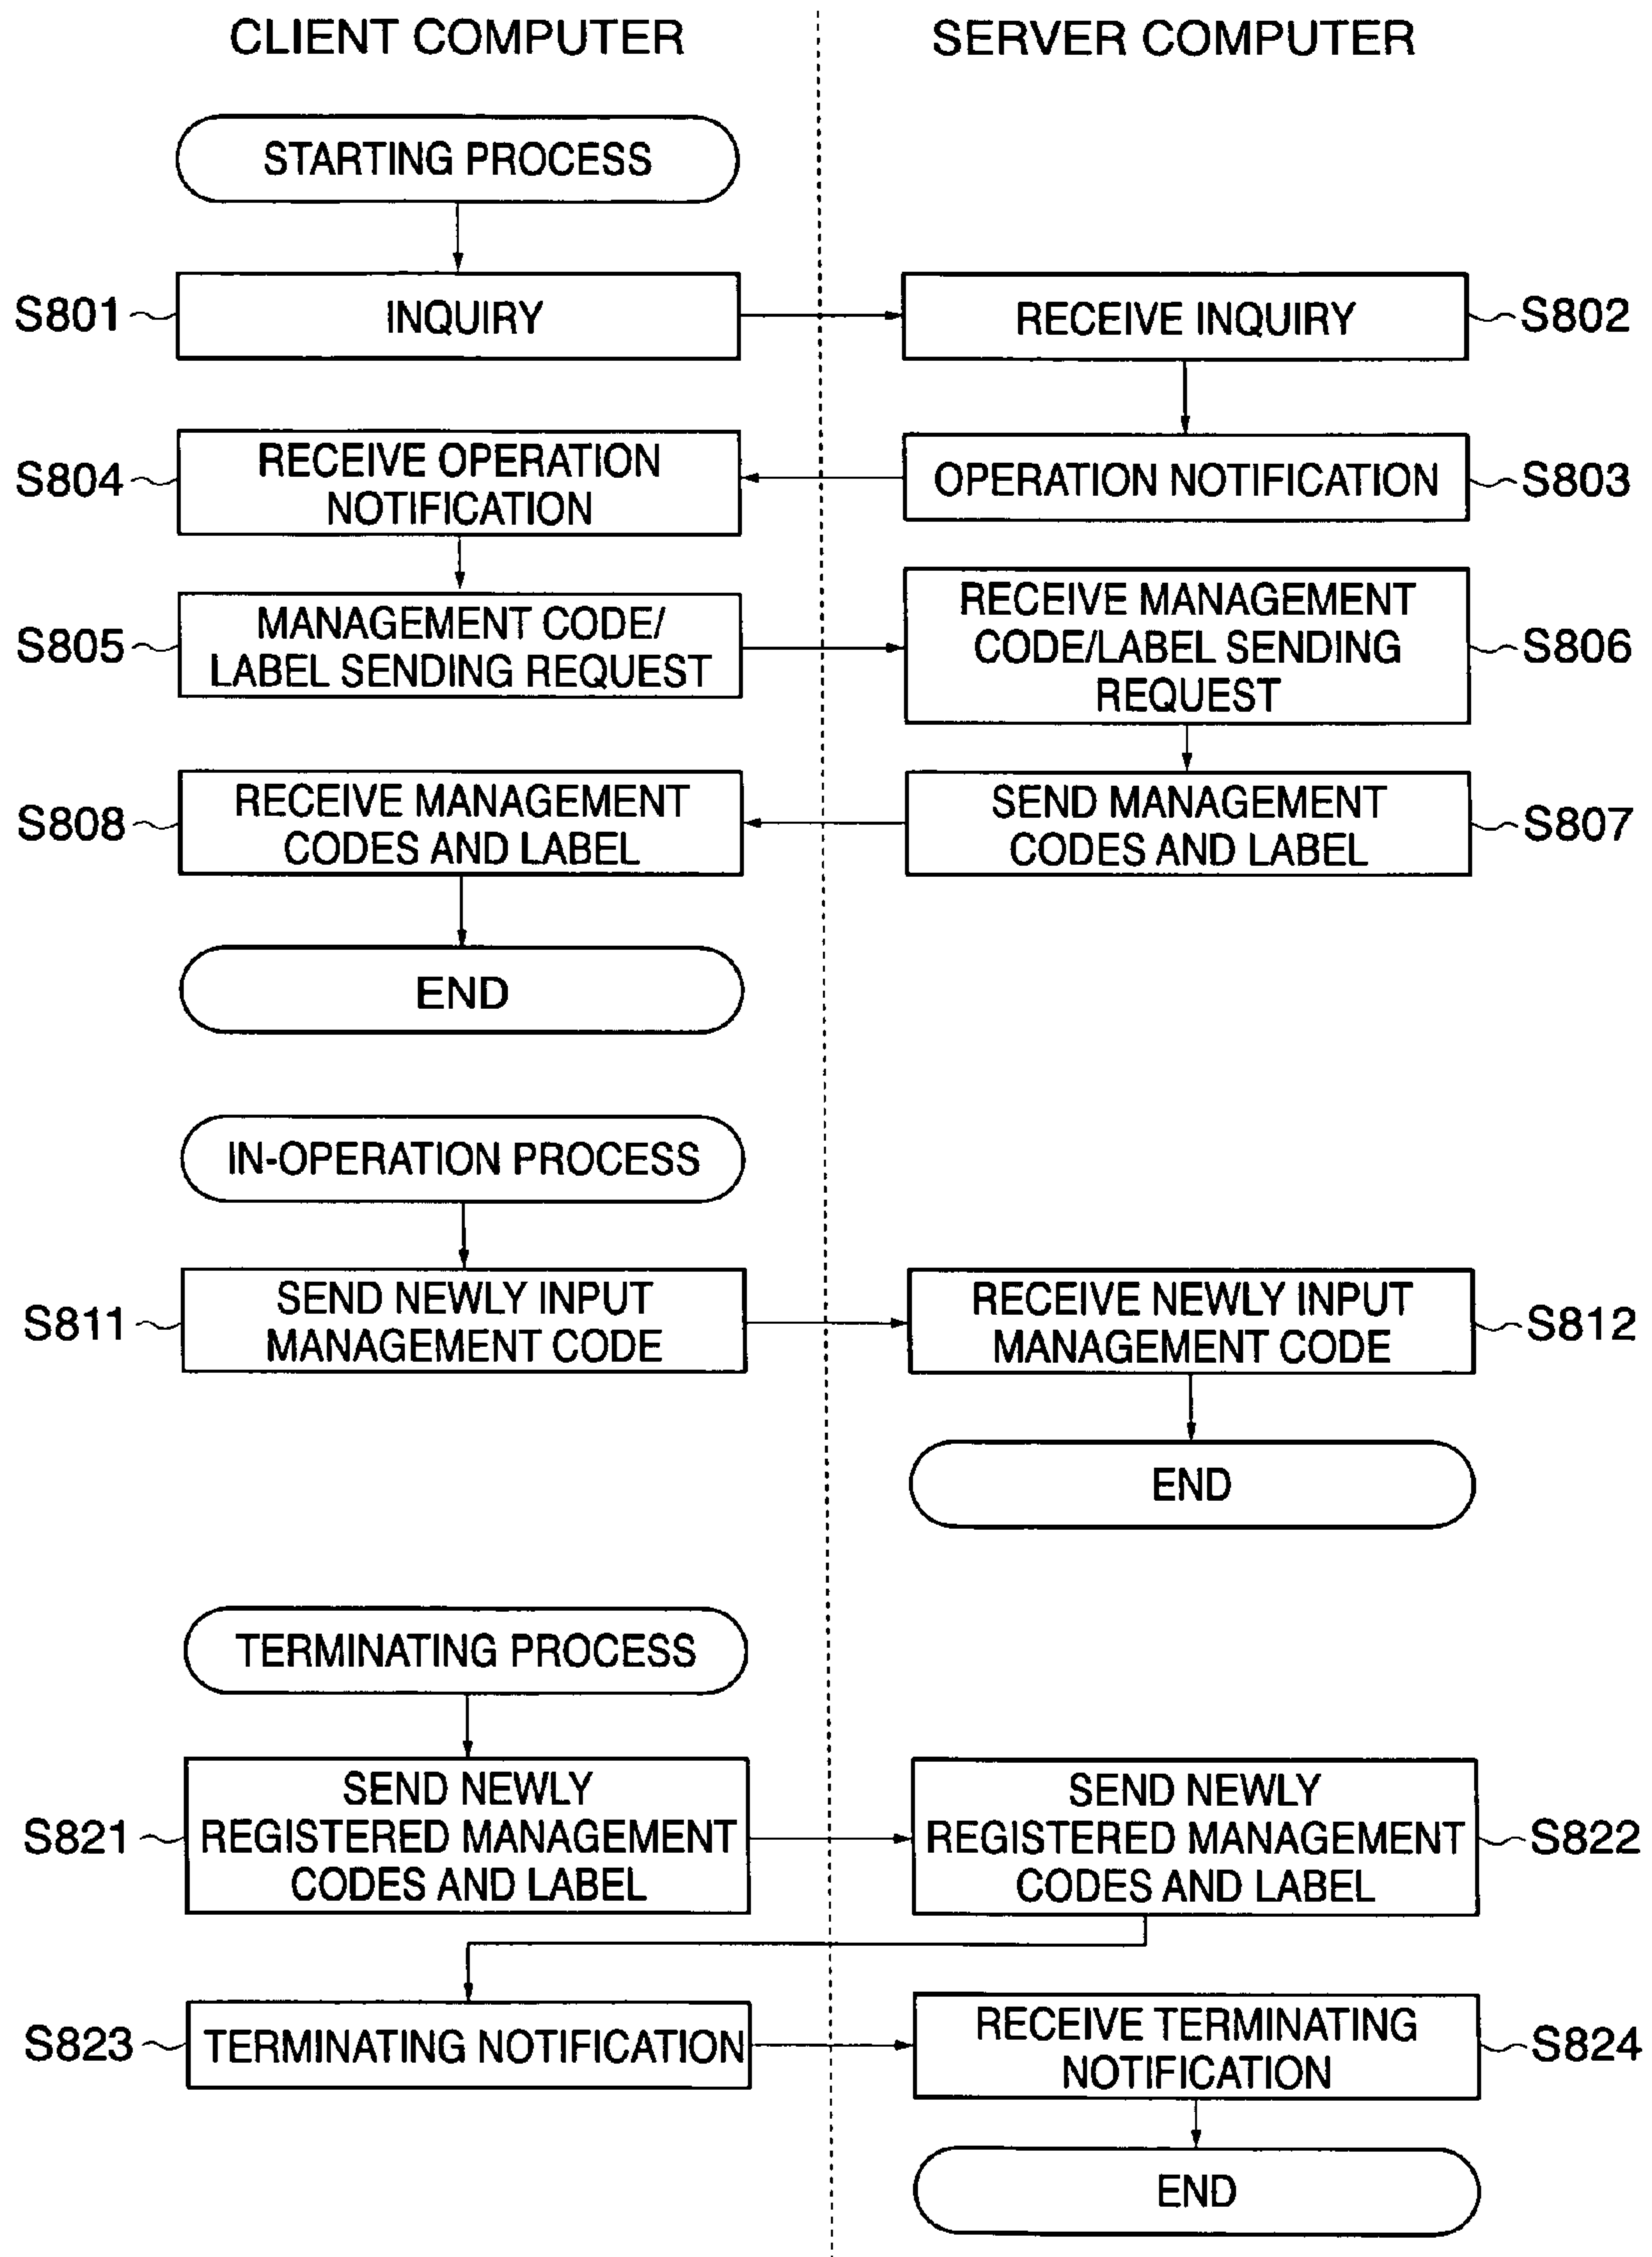 CLIENT COMPUTER
SERVER COMPUTER
STARTING PROCESS
S801
INQUIRY
RECEIVE INQUIRY
S802
S804
RECEIVE OPERATION
NOTIFICATION
OPERATION NOTIFICATION
S803
S805
MANAGEMENT CODE/
LABEL SENDING REQUEST
RECEIVE MANAGEMENT
CODE/LABEL SENDING
REQUEST
S806
S808
RECEIVE MANAGEMENT
CODES AND LABEL
SEND MANAGEMENT
CODES AND LABEL
S807
END
IN-OPERATION PROCESS
S811
SEND NEWLY INPUT
MANAGEMENT CODE
RECEIVE NEWLY INPUT
MANAGEMENT CODE
S812
END
TERMINATING PROCESS
S821
SEND NEWLY
REGISTERED MANAGEMENT
CODES AND LABEL
SEND NEWLY
REGISTERED MANAGEMENT
CODES AND LABEL
S822
S823
TERMINATING NOTIFICATION
RECEIVE TERMINATING
NOTIFICATION
S824
END